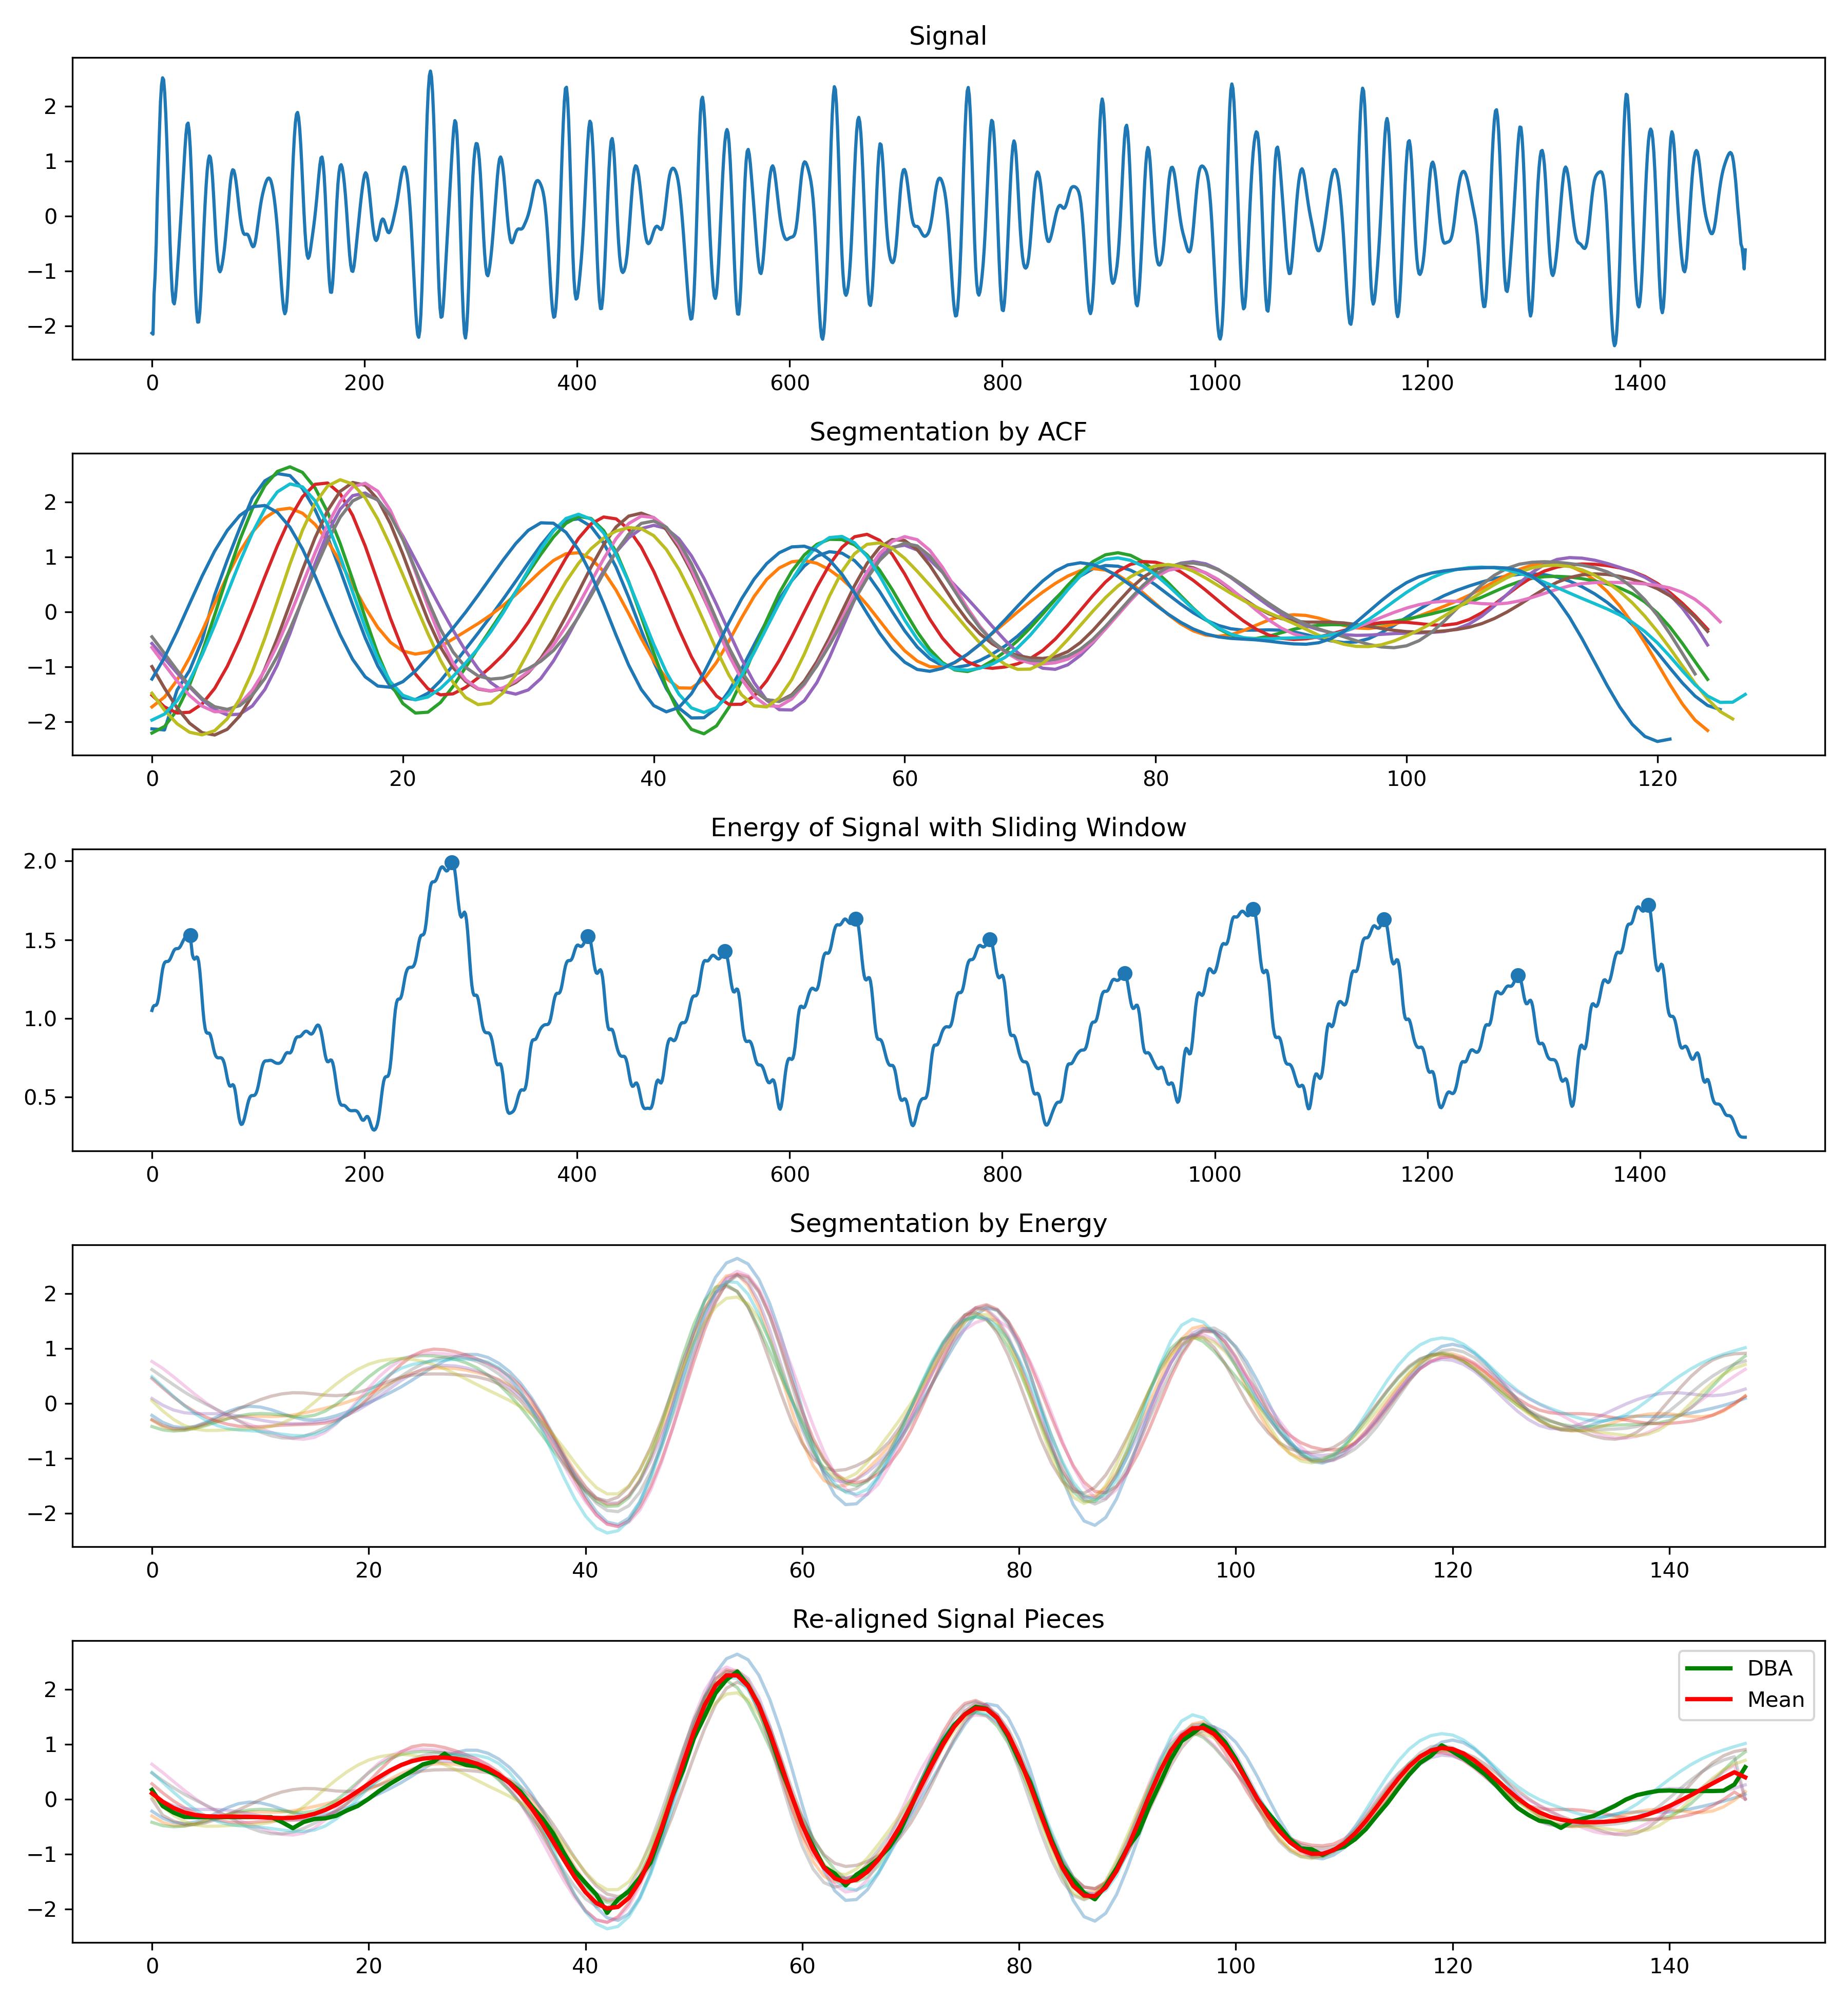 Signal
2
1
0
−1
−2
0 200 400 600 800 1000 1200 1400
Segmentation by ACF
2
1
0
−1
−2
0 20 40 60 80 100 120
Energy of Signal with Sliding Window
2.0
1.5
1.0
0.5
0 200 400 600 800 1000 1200 1400
Segmentation by Energy
2
1
0
−1
−2
0 20 40 60 80 100 120 140
Re-aligned Signal Pieces
DBA
Mean
2
1
0
−1
−2
0 20 40 60 80 100 120 140